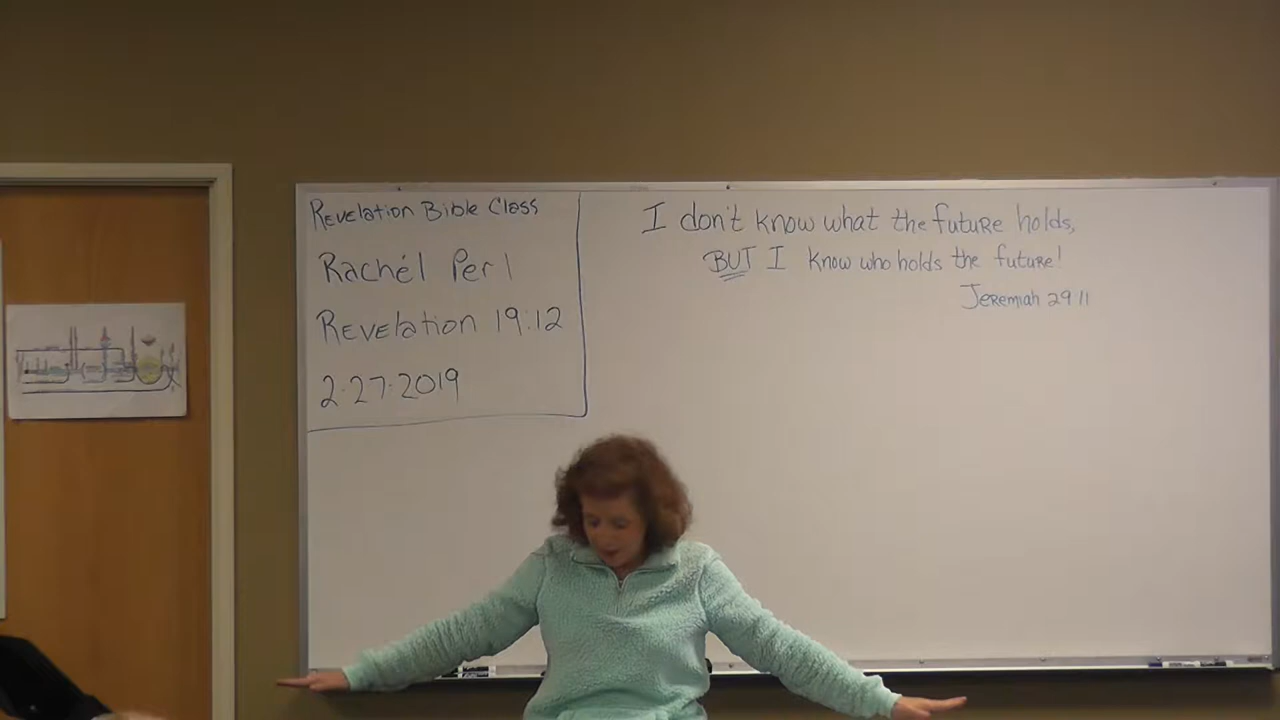 Revelation Bible Class
Rachél Perl
Revelation 19:12
2-27-2019
I don't know what the future holds,
BUT I know who holds the future!
Jeremiah 29 11